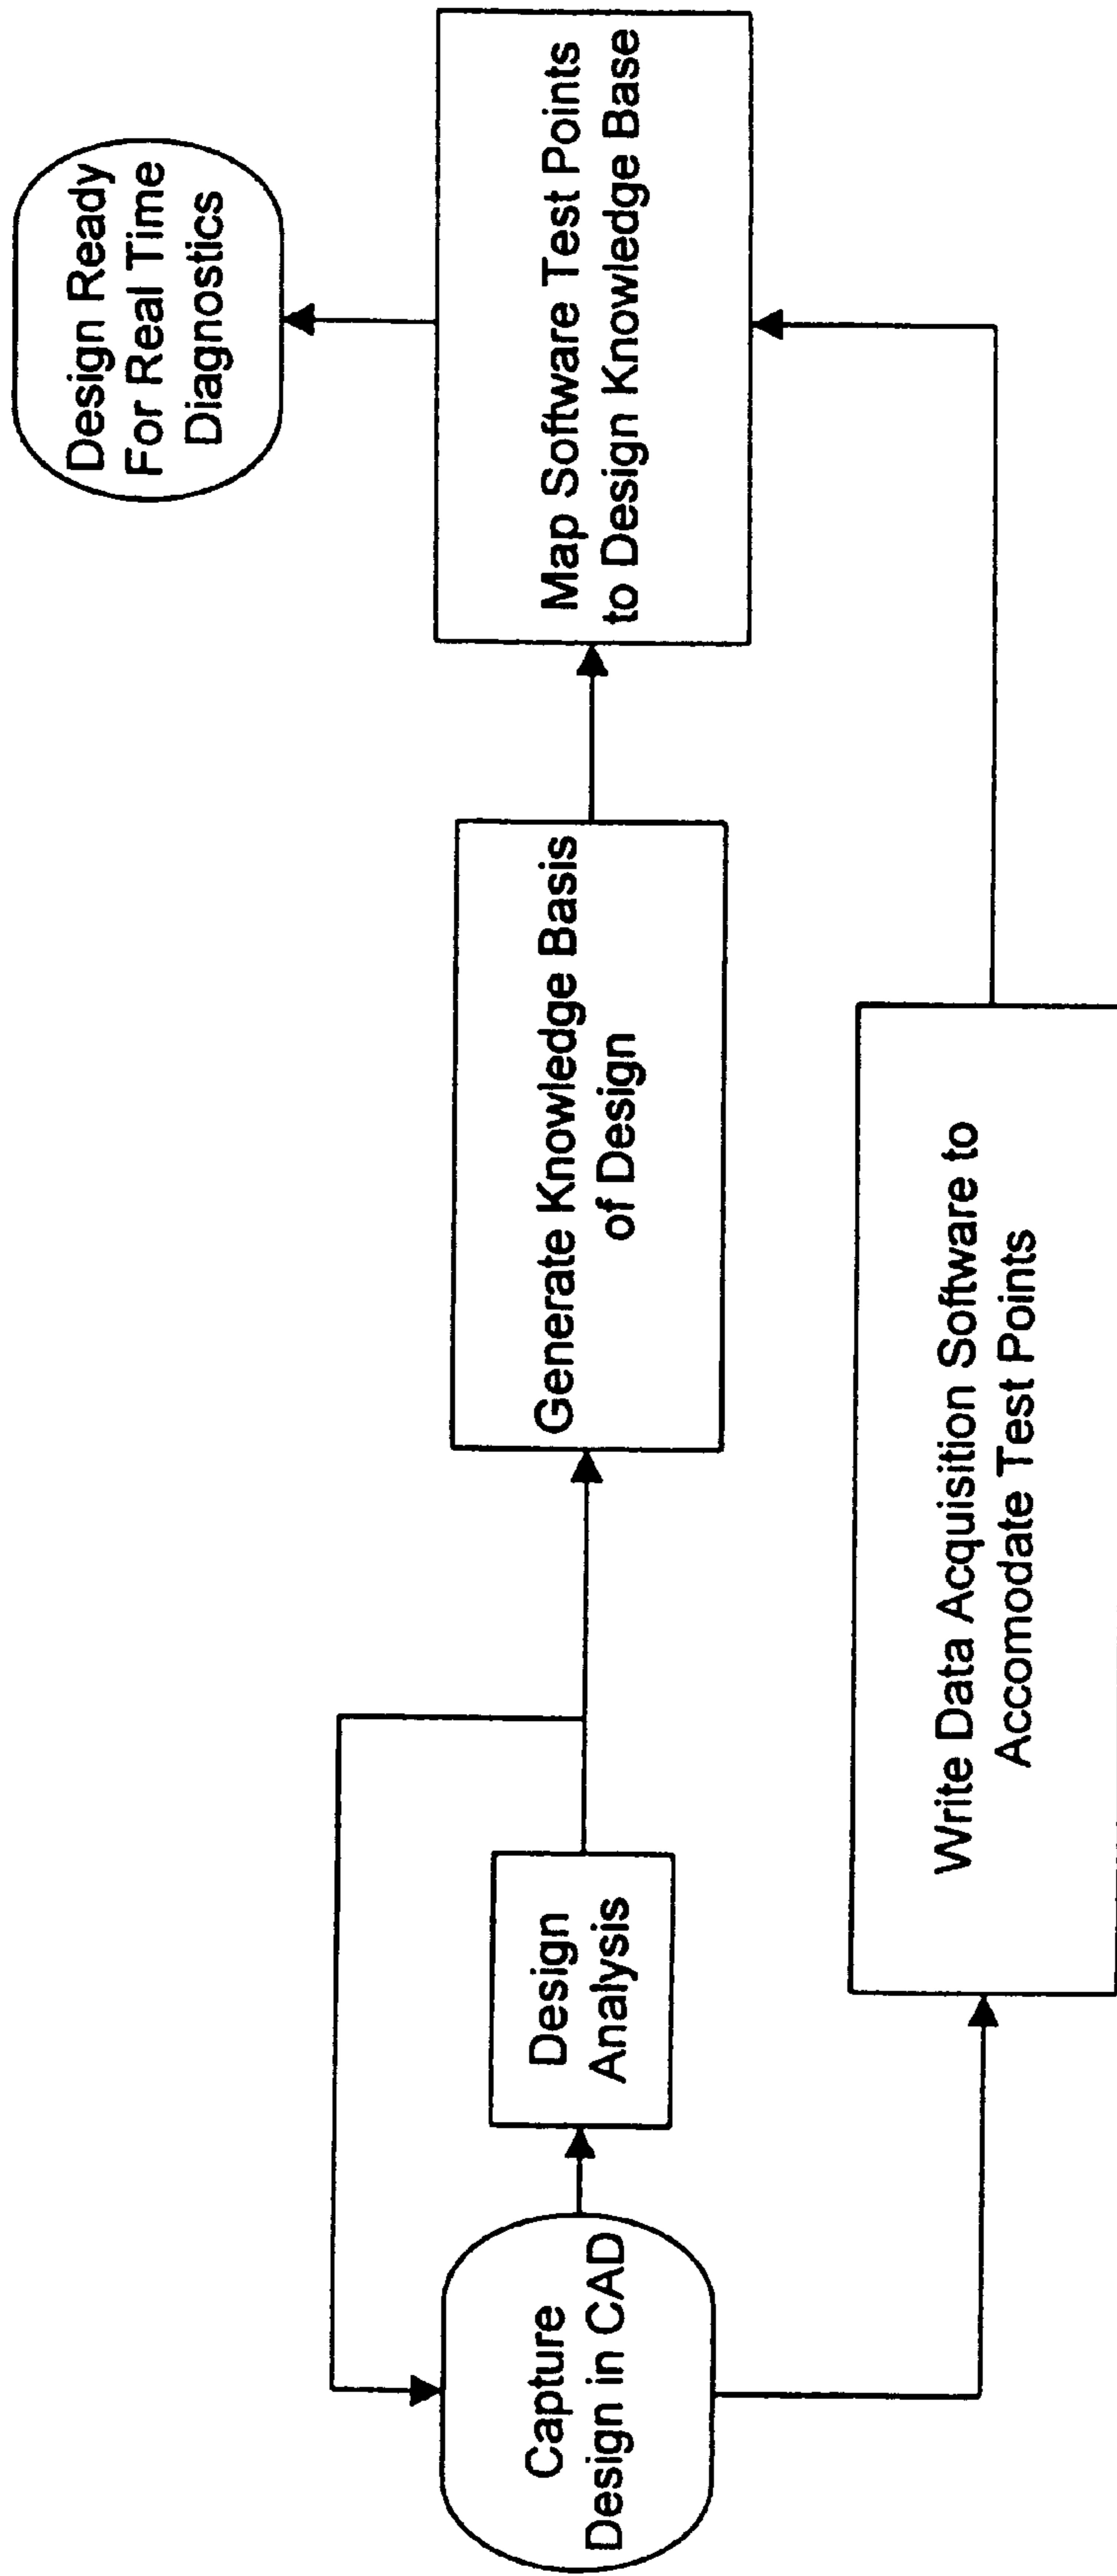 Capture
Design in CAD
Design
Analysis
Generate Knowledge Basis
of Design
Map Software Test Points
to Design Knowledge Base
Design Ready
For Real Time
Diagnostics
Write Data Acquisition Software to
Accomodate Test Points